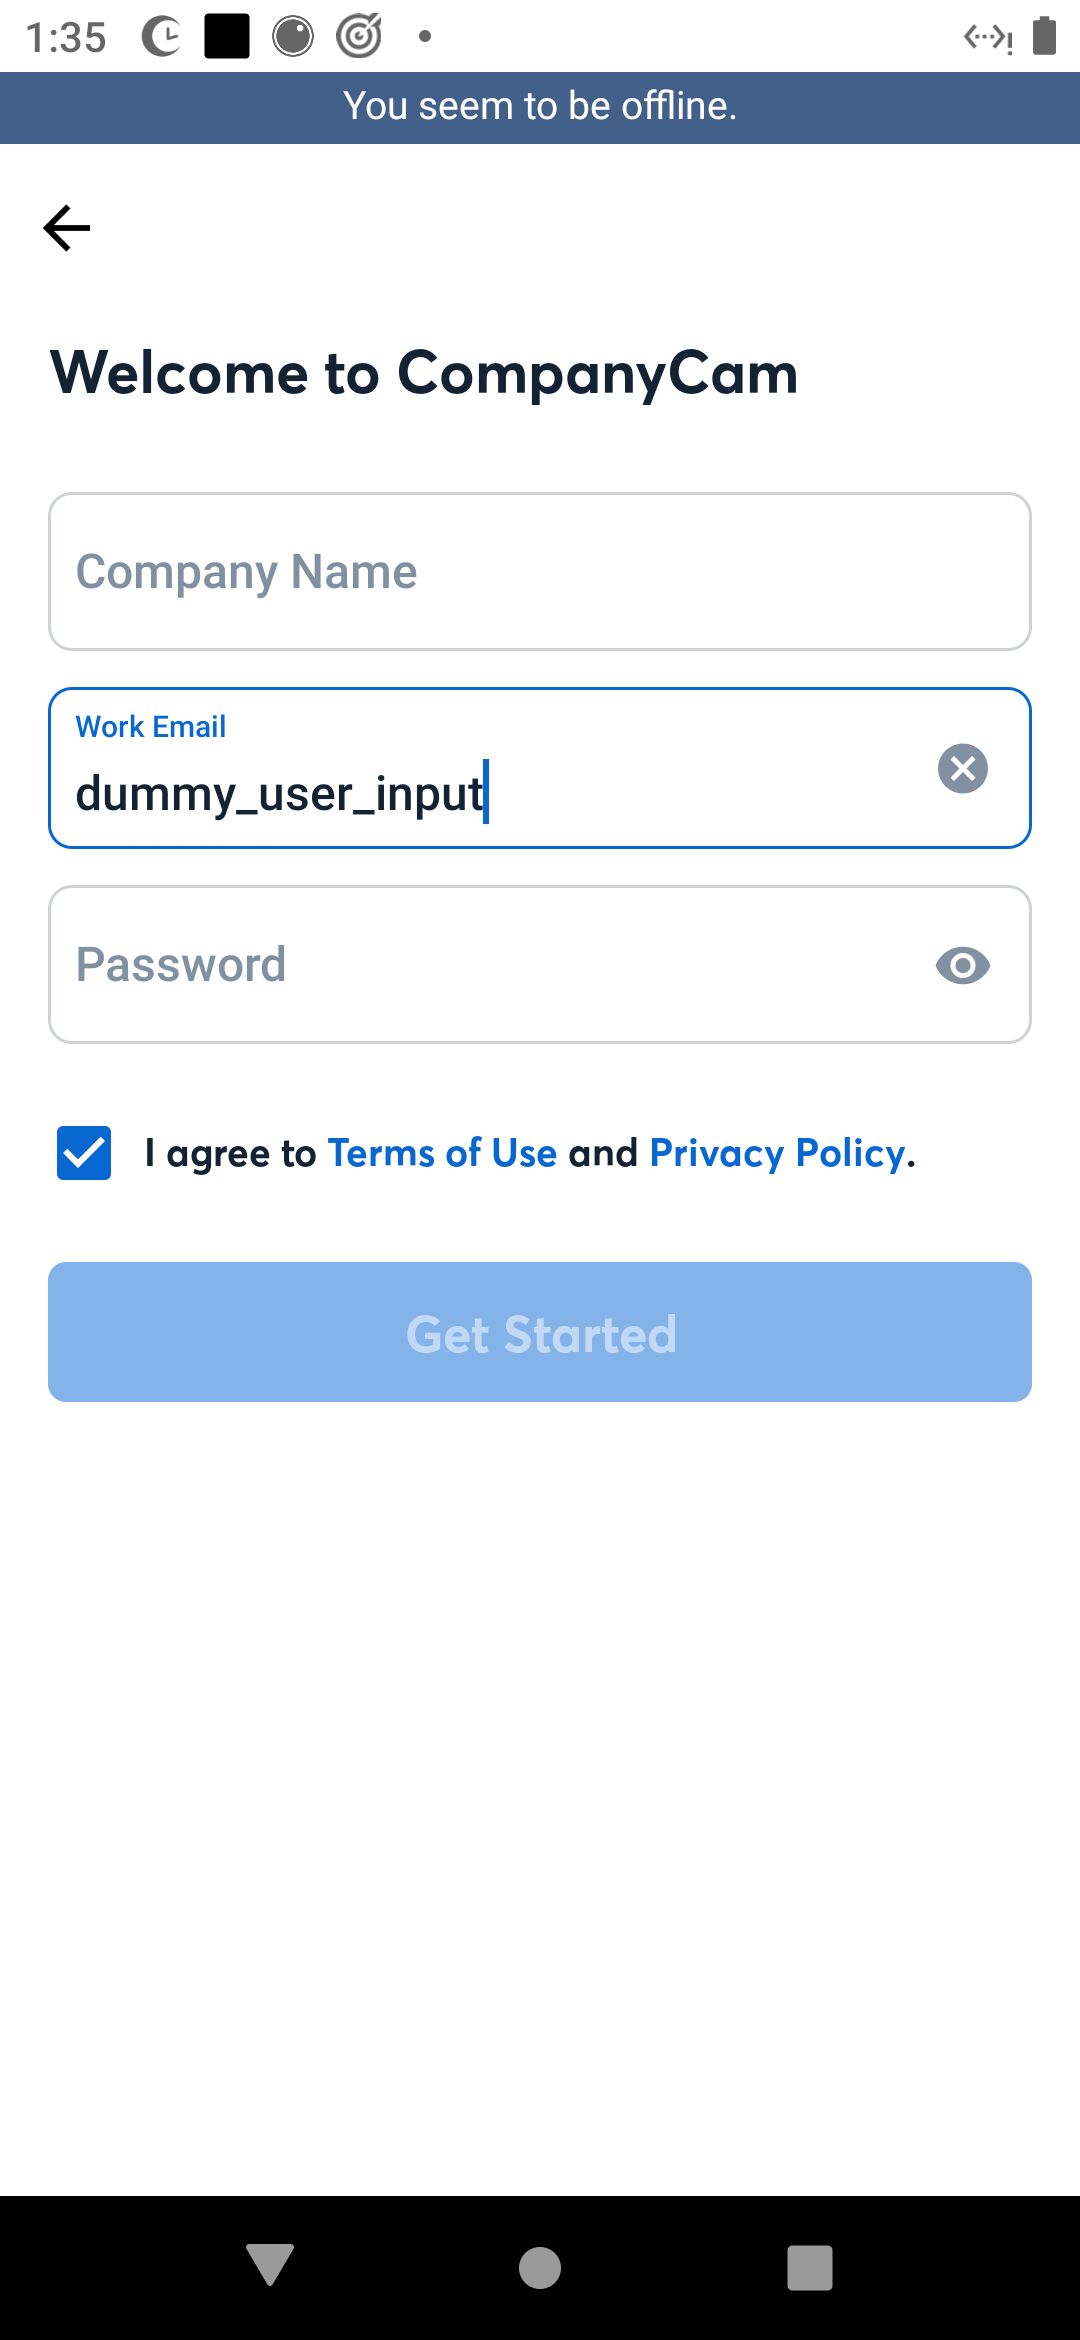 1:35
You seem to be offline.
Welcome to CompanyCam
Company Name
Work Email
dummy_user_input
Password
I agree to Terms of Use and Privacy Policy.
Get Started